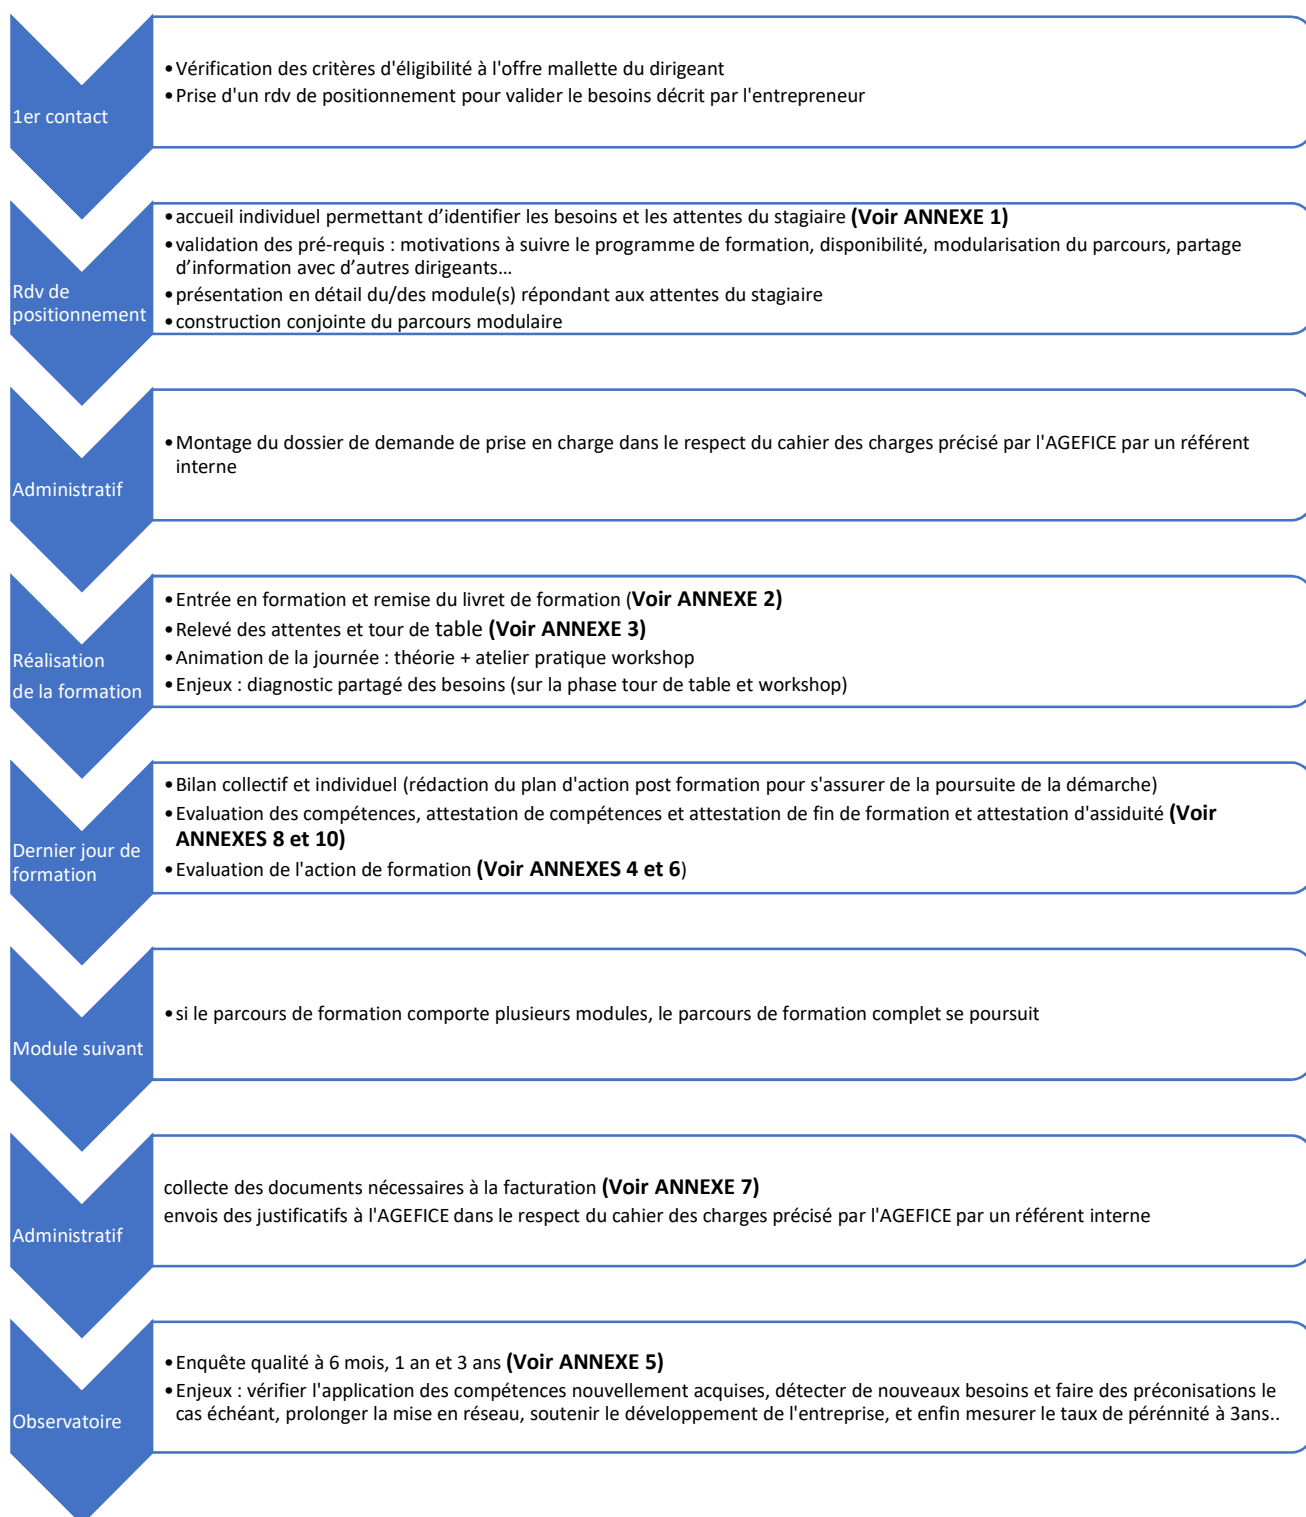 1er contact
•Vérification des critères d'éligibilité à l'offre mallette du dirigeant
•Prise d'un rdv de positionnement pour valider le besoins décrit par l'entrepreneur
Rdv de
positionnement
•accueil individuel permettant d’identifier les besoins et les attentes du stagiaire (Voir ANNEXE 1)
•validation des pré-requis : motivations à suivre le programme de formation, disponibilité, modularisation du parcours, partage
d’information avec d’autres dirigeants…
•présentation en détail du/des module(s) répondant aux attentes du stagiaire
•construction conjointe du parcours modulaire
Administratif
•Montage du dossier de demande de prise en charge dans le respect du cahier des charges précisé par l'AGEFICE par un référent
interne
Réalisation
de la formation
•Entrée en formation et remise du livret de formation (Voir ANNEXE 2)
•Relevé des attentes et tour de table (Voir ANNEXE 3)
•Animation de la journée : théorie + atelier pratique workshop
•Enjeux : diagnostic partagé des besoins (sur la phase tour de table et workshop)
Dernier jour de
formation
•Bilan collectif et individuel (rédaction du plan d'action post formation pour s'assurer de la poursuite de la démarche)
•Evaluation des compétences, attestation de compétences et attestation de fin de formation et attestation d'assiduité (Voir
ANNEXES 8 et 10)
•Evaluation de l'action de formation (Voir ANNEXES 4 et 6)
Module suivant
•si le parcours de formation comporte plusieurs modules, le parcours de formation complet se poursuit
Administratif
collecte des documents nécessaires à la facturation (Voir ANNEXE 7)
envois des justificatifs à l'AGEFICE dans le respect du cahier des charges précisé par l'AGEFICE par un référent interne
Observatoire
•Enquête qualité à 6 mois, 1 an et 3 ans (Voir ANNEXE 5)
•Enjeux : vérifier l'application des compétences nouvellement acquises, détecter de nouveaux besoins et faire des préconisations le
cas échéant, prolonger la mise en réseau, soutenir le développement de l'entreprise, et enfin mesurer le taux de pérénnité à 3ans..